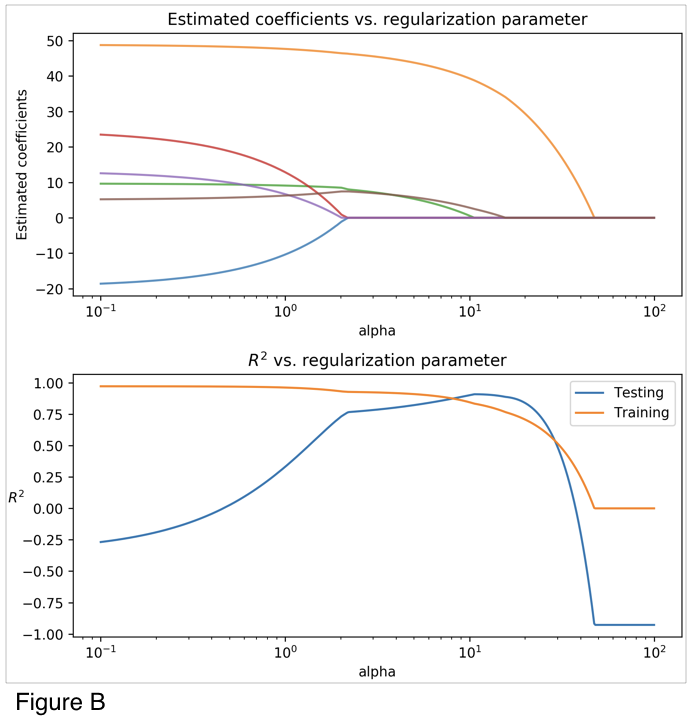 Estimated coefficients vs. regularization parameter
50
40
30
20
10
0
−10
−20
Estimated coefficients
10⁻¹ 10⁰ 10¹ 10²
alpha
R² vs. regularization parameter
1.00
0.75
0.50
0.25
0.00
−0.25
−0.50
−0.75
−1.00
R²
Testing
Training
10⁻¹ 10⁰ 10¹ 10²
alpha
Figure B